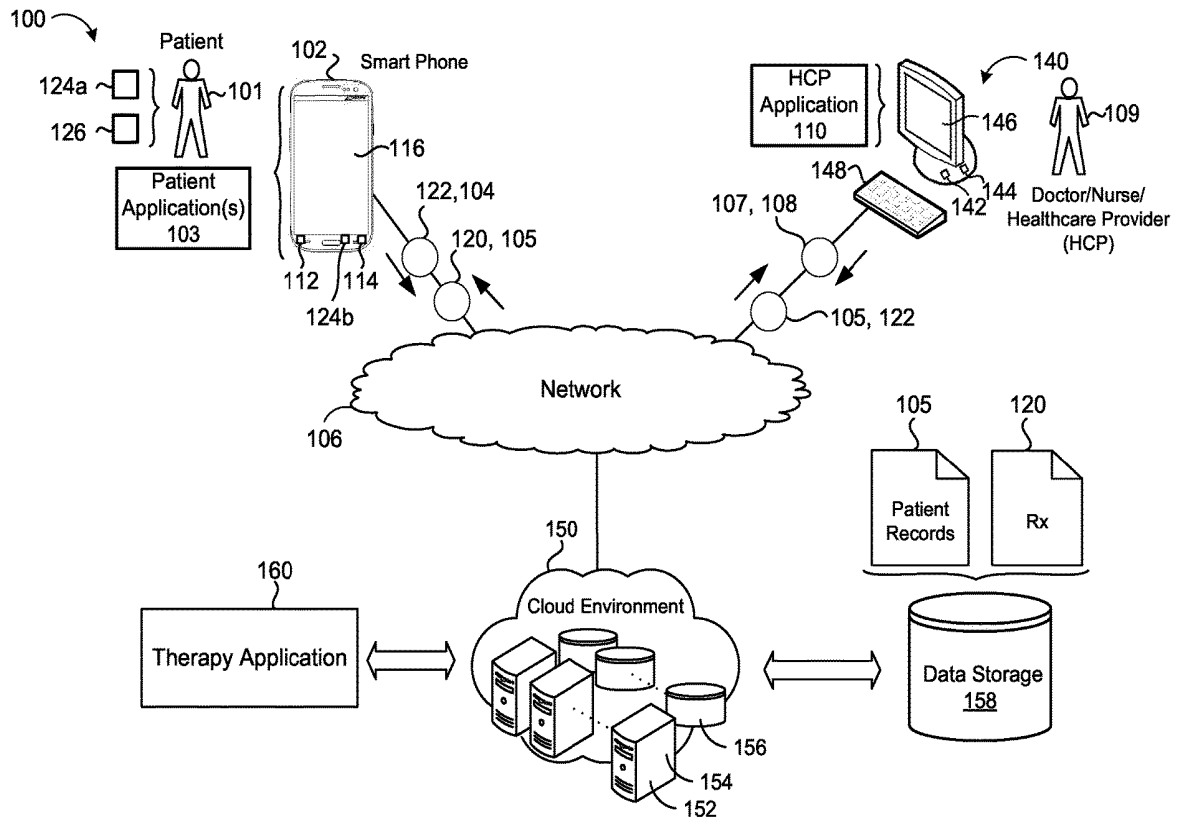 100
Patient
124a
101
126
Patient
Application(s)
103
102
Smart Phone
116
112
114
124b
122,104
120, 105
HCP
Application
110
140
146
109
148
144
142
Doctor/Nurse/
Healthcare Provider
(HCP)
107, 108
105, 122
Network
106
105
120
Patient
Records
Rx
150
160
Cloud Environment
Therapy Application
Data Storage
158
156
154
152